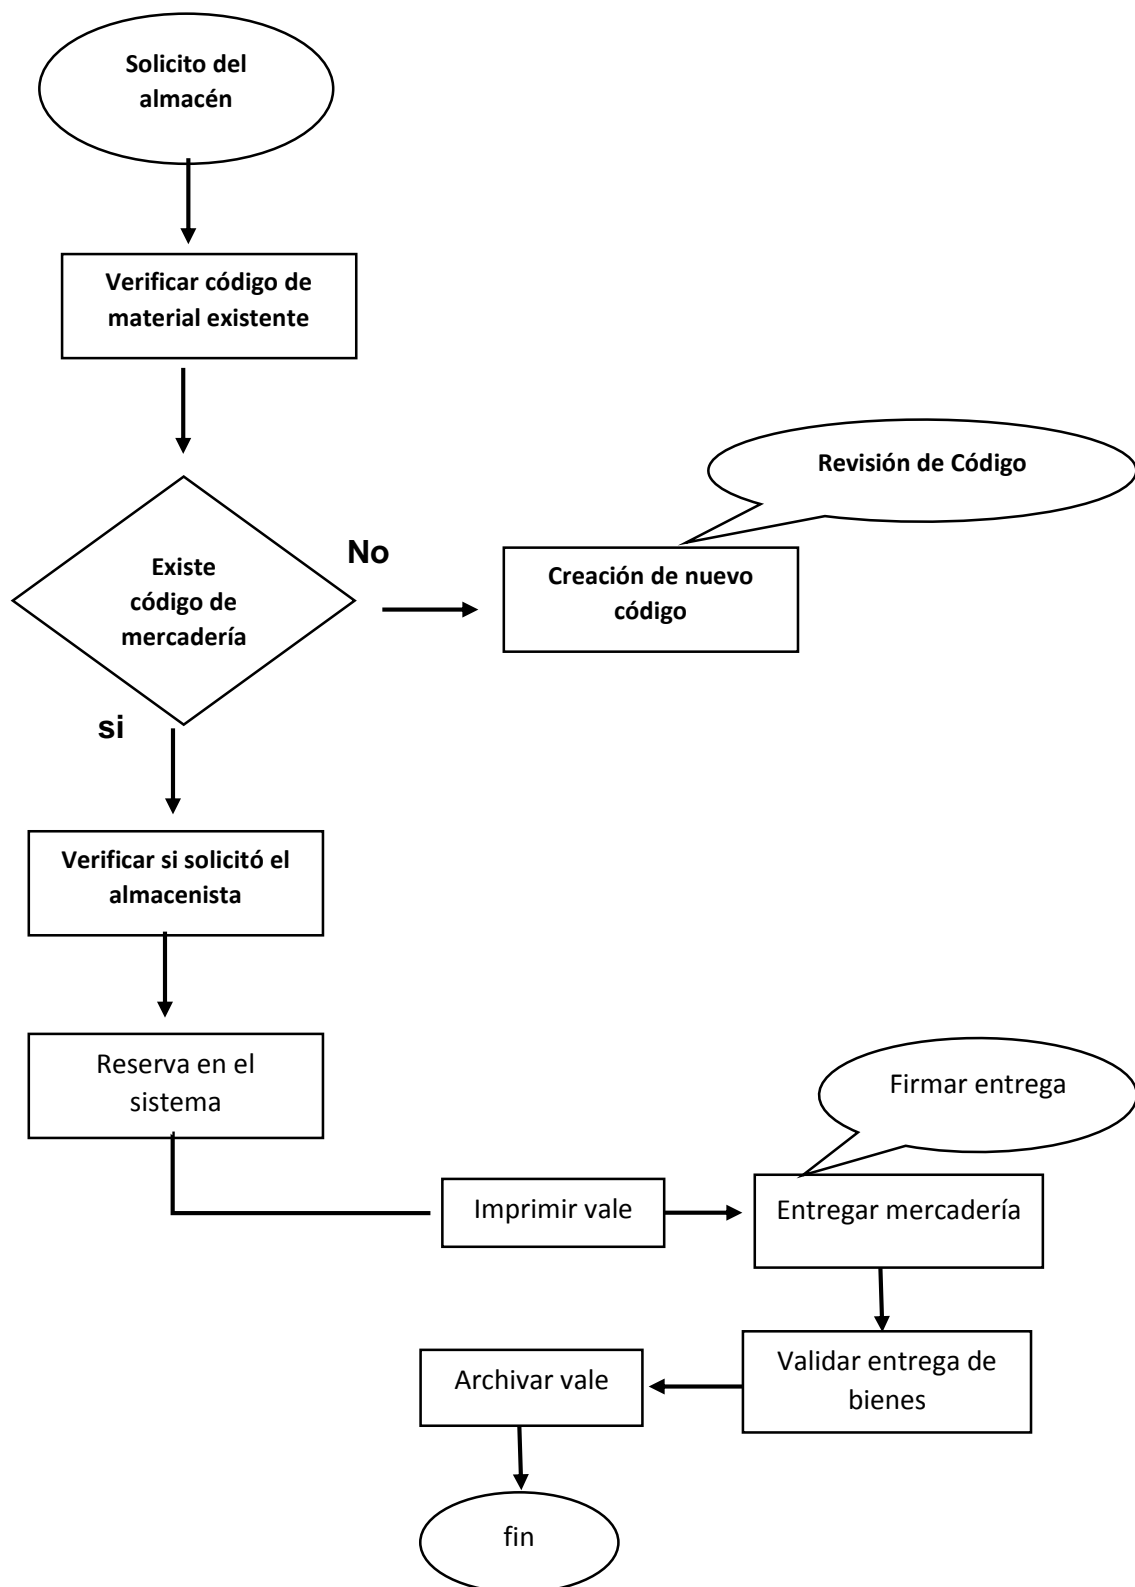 Solicito del
almacén
Verificar código de
material existente
Revisión de Código
No
Existe
código de
mercadería
Creación de nuevo
código
si
Verificar si solicitó el
almacenista
Reserva en el
sistema
Firmar entrega
Imprimir vale
Entregar mercadería
Validar entrega de
bienes
Archivar vale
fin